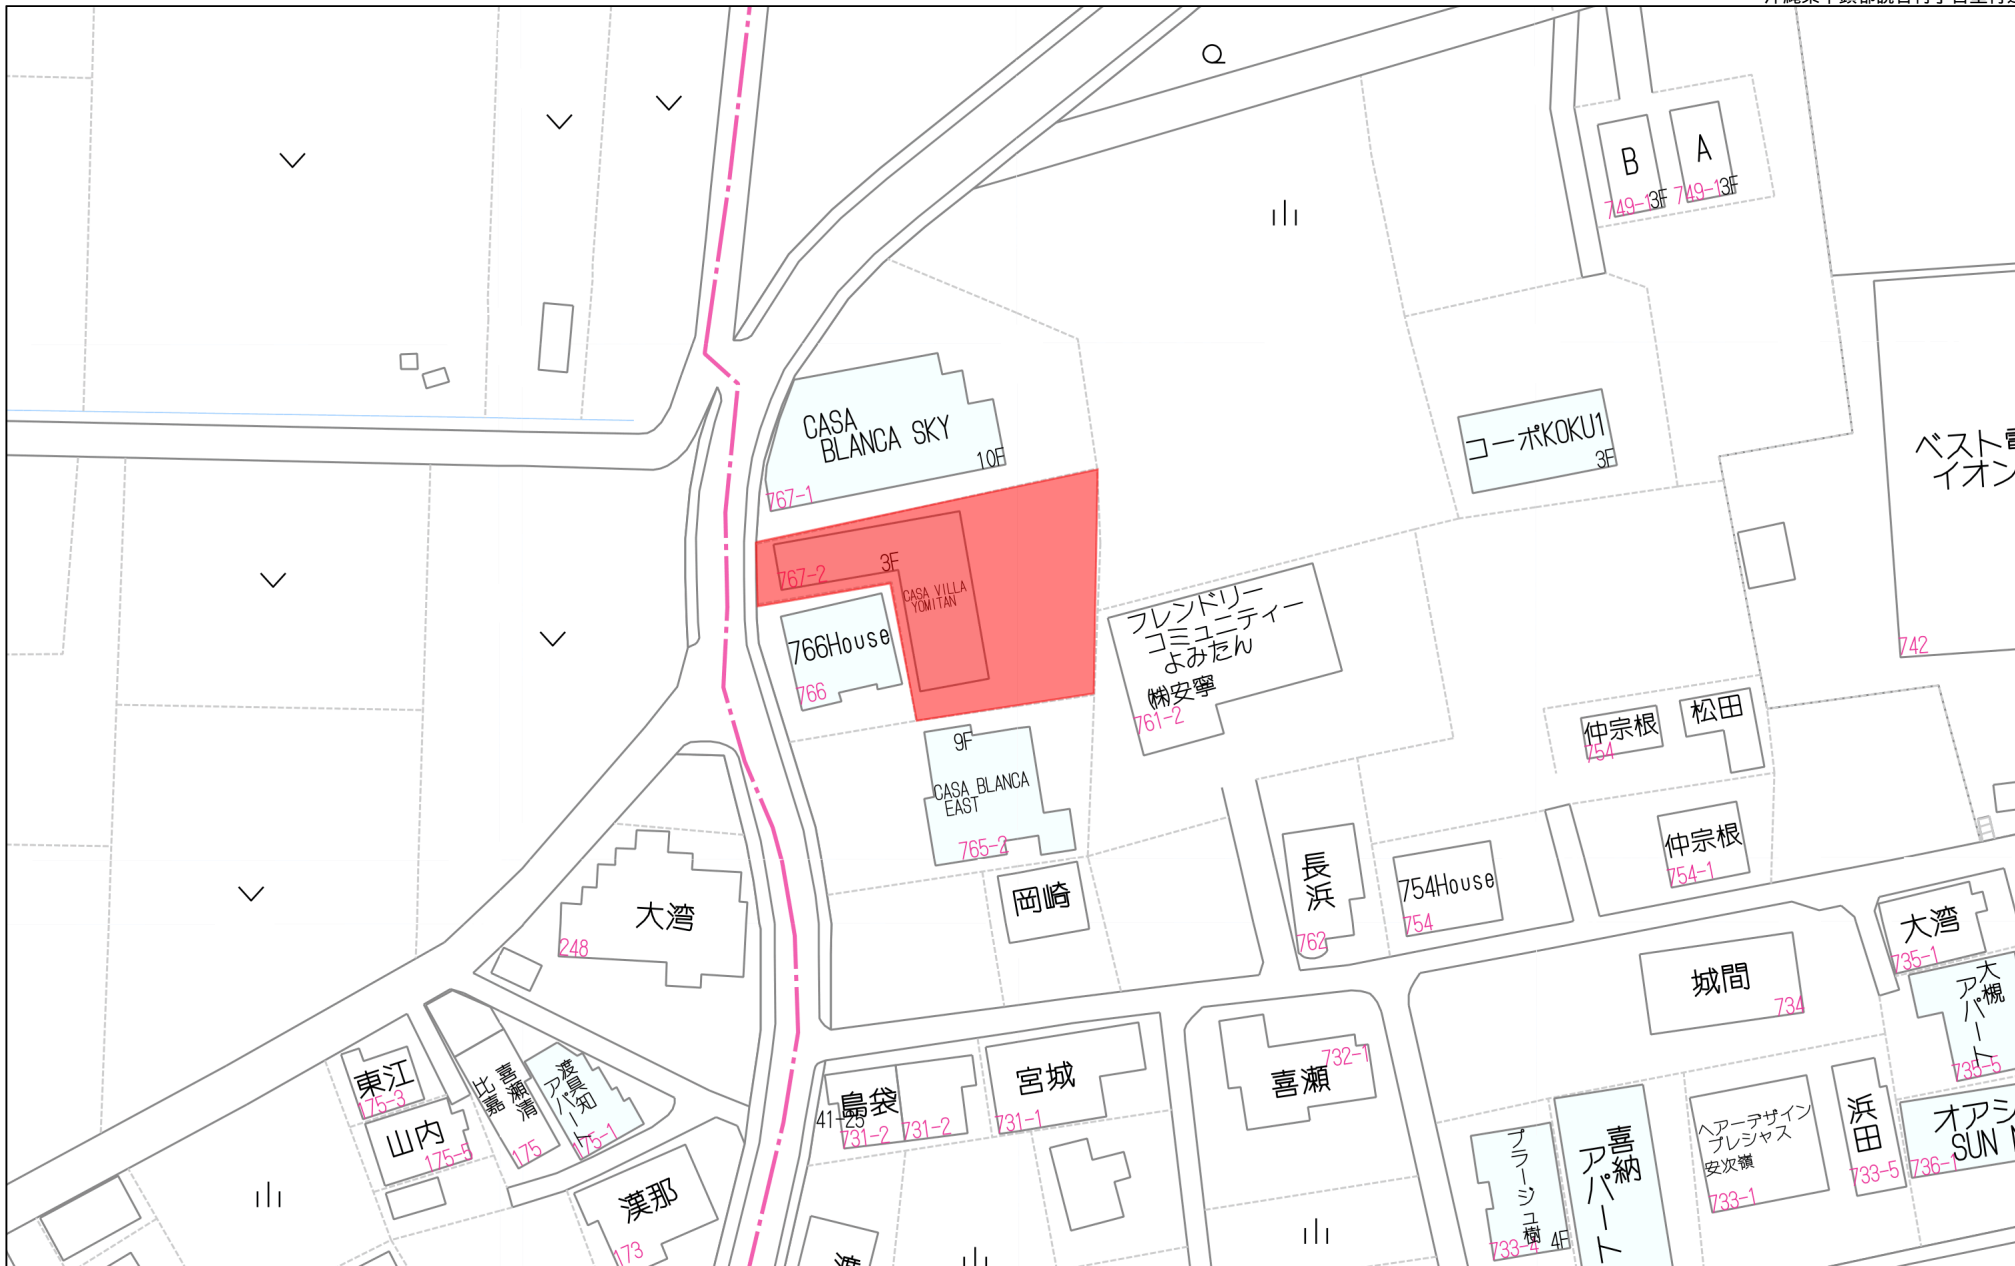 Q
B
749-1
3F
A
749-1
3F
CASA
BLANCA SKY
10F
767-1
コーポKOKU1
3F
イオン
742
3F
767-2
CASA VILLA
YOMITAN
766House
766
フレンドリー
コミュニティー
よみたん
㈱安寧
761-2
仲宗根
754
松田
9F
CASA BLANCA
EAST
765-2
岡崎
長浜
762
754House
754
仲宗根
754-1
大湾
248
大湾
735-1
城間
734
大槻
アパート
735-5
東江
175-3
山内
175-5
喜瀬清
比嘉
175
渡具知
アパート
175-1
漢那
173
島袋
41-25
731-2
731-2
宮城
731-1
喜瀬
732-1
プラージュ樹
733-4
4F
喜納
アパート
ヘアーデザイン
プレシャス
安次嶺
733-1
浜田
733-5
オアシ
SUN
736-1